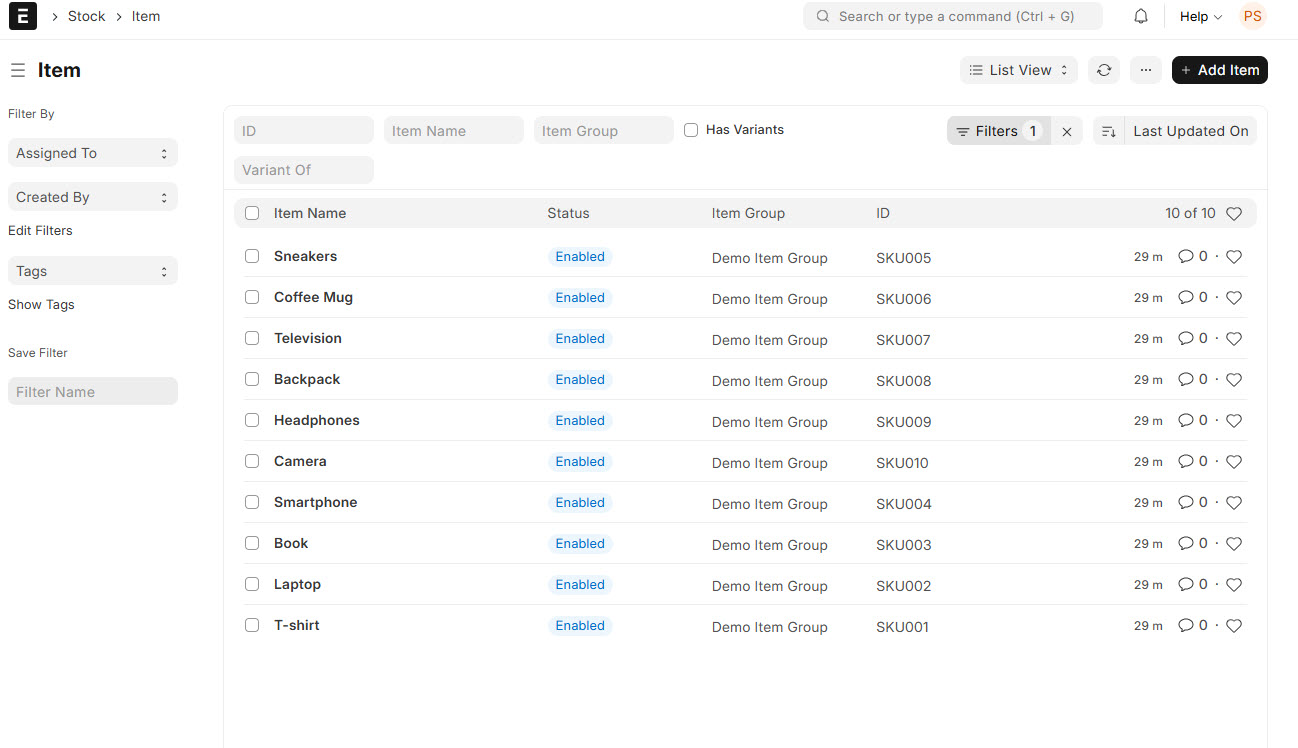 E > Stock > Item
Search or type a command (Ctrl + G)
Help
PS
Item
List View
...
+ Add Item
Filter By
Assigned To
Created By
Edit Filters
Tags
Show Tags
Save Filter
Filter Name
ID
Item Name
Item Group
Has Variants
Filters 1
Last Updated On
Variant Of
Item Name Status Item Group ID 10 of 10
Sneakers Enabled Demo Item Group SKU005 29 m 0 ·
Coffee Mug Enabled Demo Item Group SKU006 29 m 0 ·
Television Enabled Demo Item Group SKU007 29 m 0 ·
Backpack Enabled Demo Item Group SKU008 29 m 0 ·
Headphones Enabled Demo Item Group SKU009 29 m 0 ·
Camera Enabled Demo Item Group SKU010 29 m 0 ·
Smartphone Enabled Demo Item Group SKU004 29 m 0 ·
Book Enabled Demo Item Group SKU003 29 m 0 ·
Laptop Enabled Demo Item Group SKU002 29 m 0 ·
T-shirt Enabled Demo Item Group SKU001 29 m 0 ·